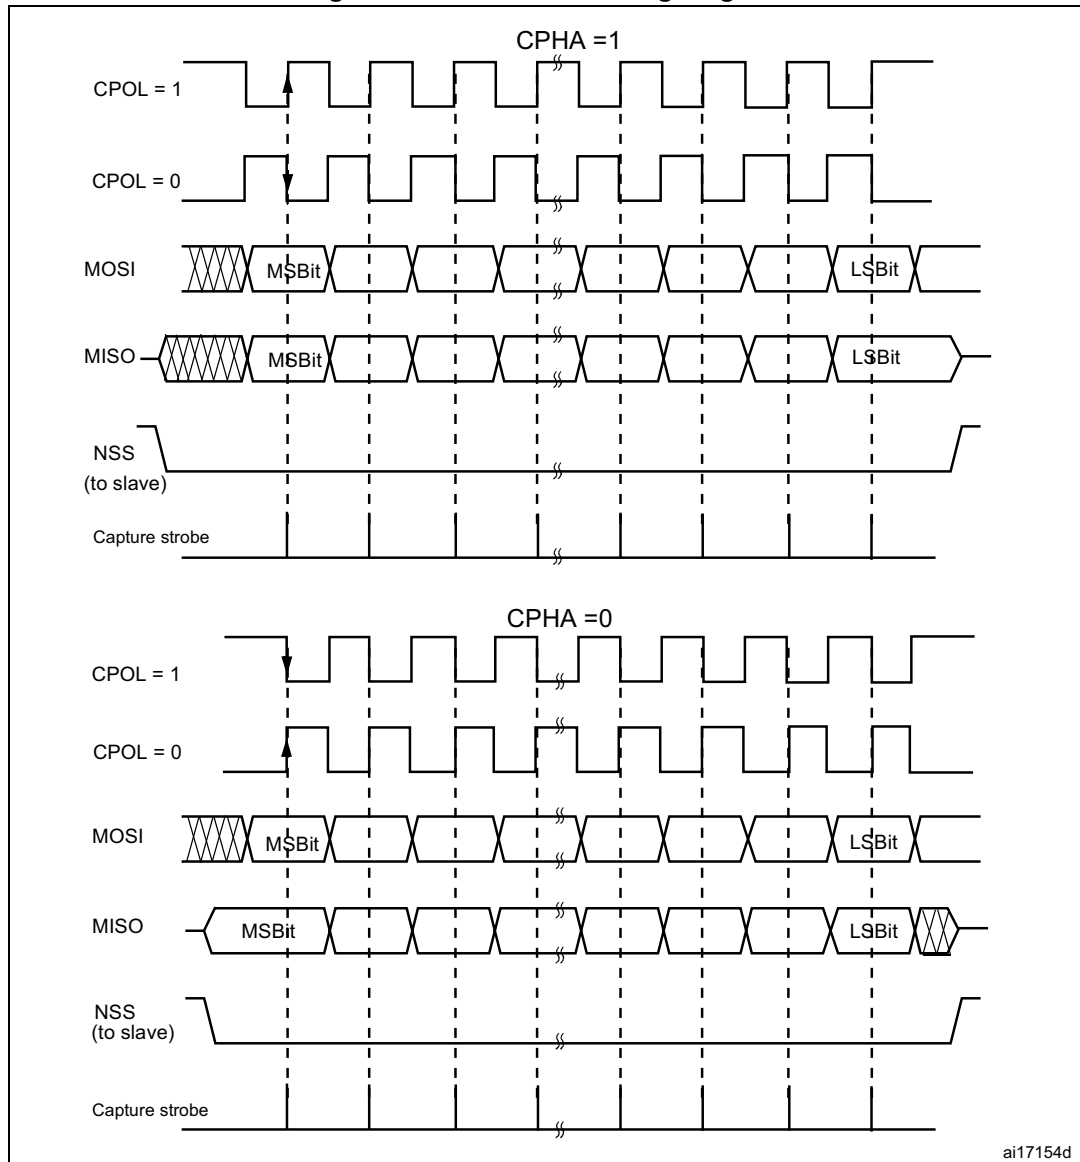 CPHA =1
CPOL = 1
CPOL = 0
MOSI MSBit LSBit
MISO MSBit LSBit
NSS
(to slave)
Capture strobe
CPHA =0
CPOL = 1
CPOL = 0
MOSI MSBit LSBit
MISO MSBit LSBit
NSS
(to slave)
Capture strobe
ai17154d